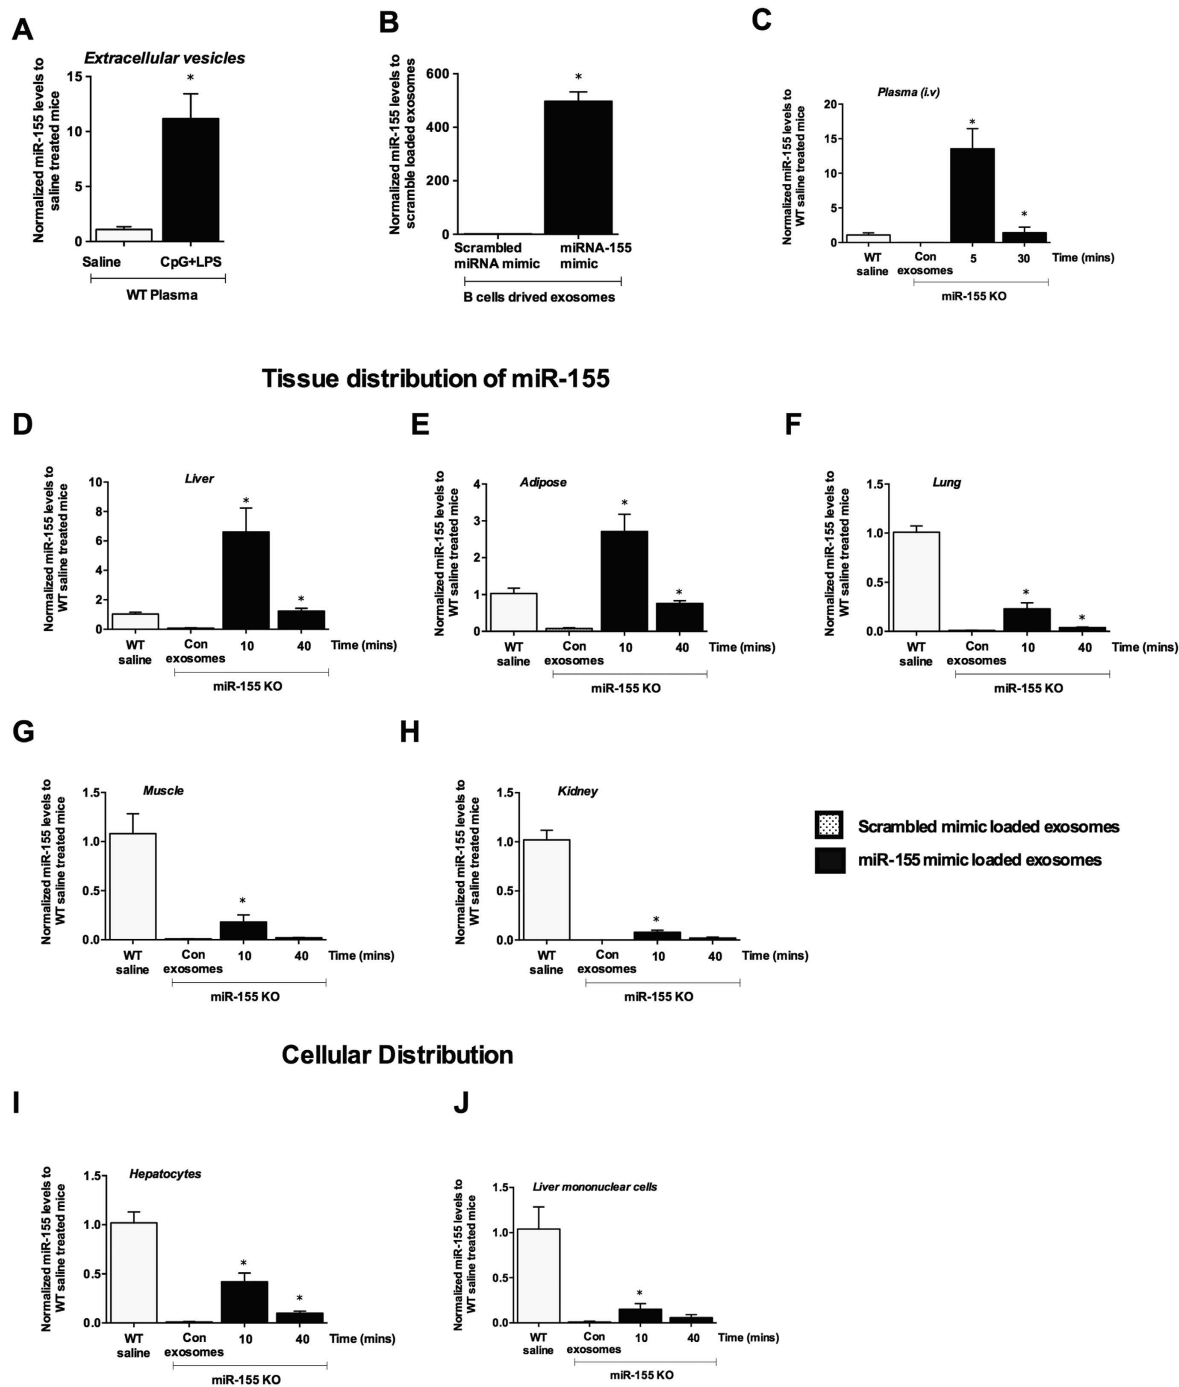 A
Extracellular vesicles
Normalized miR-155 levels to
saline treated mice
15
10
5
0
*
Saline
CpG+LPS
WT Plasma
B
Normalized miR-155 levels to
scramble loaded exosomes
600
400
200
0
*
Scrambled
miRNA mimic
miRNA-155
mimic
B cells drived exosomes
C
Plasma (i.v)
Normalized miR-155 levels to
WT saline treated mice
20
15
10
5
0
*
*
WT
saline
Con
exosomes
5
30
Time (mins)
miR-155 KO
Tissue distribution of miR-155
D
Liver
Normalized miR-155 levels to
WT saline treated mice
10
8
6
4
2
0
*
*
WT
saline
Con
exosomes
10
40
Time (mins)
miR-155 KO
E
Adipose
Normalized miR-155 levels to
WT saline treated mice
4
3
2
1
0
*
*
WT
saline
Con
exosomes
10
40
Time (mins)
miR-155 KO
F
Lung
Normalized miR-155 levels to
WT saline treated mice
1.5
1.0
0.5
0.0
*
*
WT
saline
Con
exosomes
10
40
Time (mins)
miR-155 KO
G
Muscle
Normalized miR-155 levels to
WT saline treated mice
1.5
1.0
0.5
0.0
*
WT
saline
Con
exosomes
10
40
Time (mins)
miR-155 KO
H
Kidney
Normalized miR-155 levels to
WT saline treated mice
1.5
1.0
0.5
0.0
*
WT
saline
Con
exosomes
10
40
Time (mins)
miR-155 KO
Scrambled mimic loaded exosomes
miR-155 mimic loaded exosomes
Cellular Distribution
I
Hepatocytes
Normalized miR-155 levels to
WT saline treated mice
1.5
1.0
0.5
0.0
*
*
WT
saline
Con
exosomes
10
40
Time (mins)
miR-155 KO
J
Liver mononuclear cells
Normalized miR-155 levels to
WT saline treated mice
1.5
1.0
0.5
0.0
*
WT
saline
Con
exosomes
10
40
Time (mins)
miR-155 KO